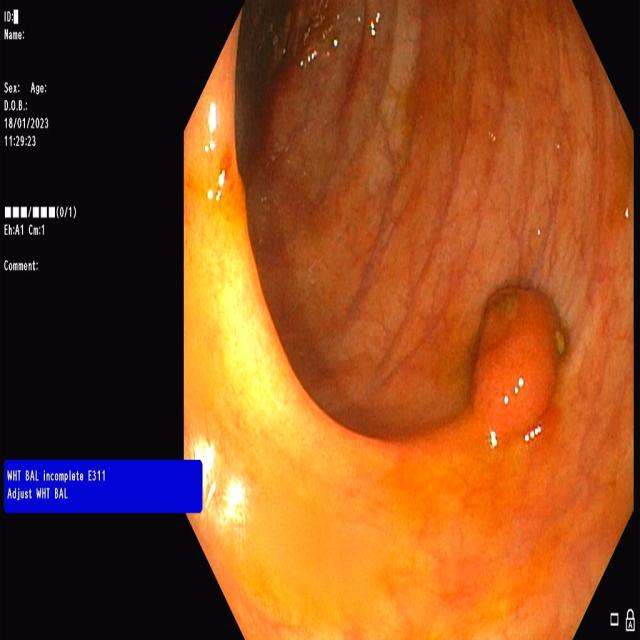 ID:
Name:
Sex: Age:
D.O.B.:
18/01/2023
11:29:23
■■■/■■■(0/1)
Eh:A1 Cm:1
Comment:
WHT BAL incomplete E311
Adjust WHT BAL
A